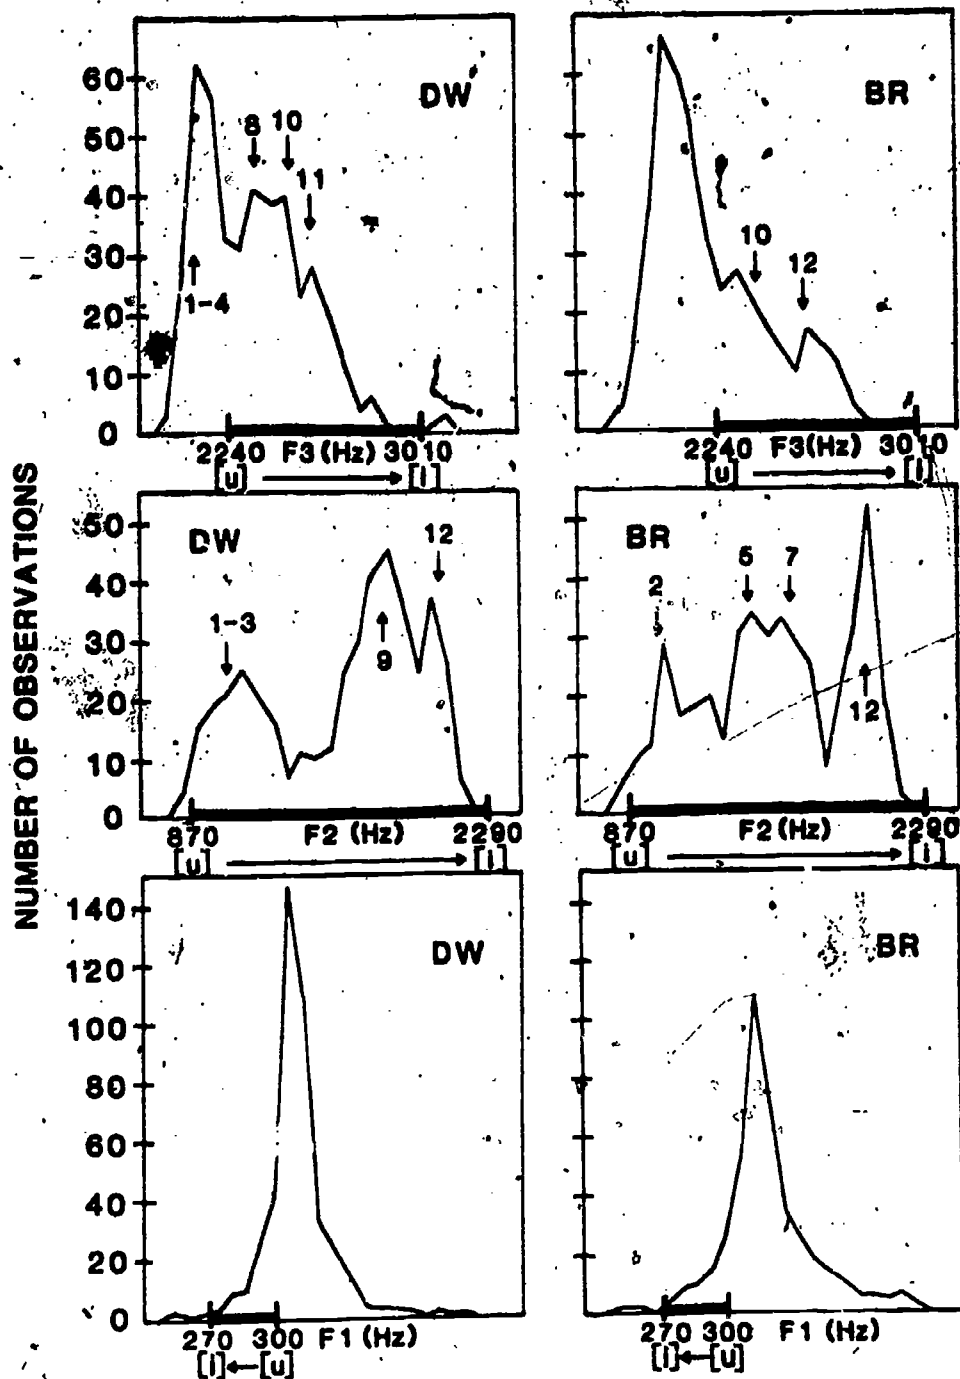 NUMBER OF OBSERVATIONS
DW
60
50
40
30
20
10
0
8 10
11
1-4
2240 F3 (Hz) 3010
[u] [i]
BR
10
12
2240 F3(Hz) 3010
[u] [i]
DW
50
40
30
20
10
0
12
1-3
9
870 F2 (Hz) 2290
[u] [i]
BR
5 7
2
12
870 F2(Hz) 2290
[u] [i]
DW
140
120
100
80
60
40
20
0
270 300 F1 (Hz)
[i] [u]
BR
270 300 F1 (Hz)
[i] [u]